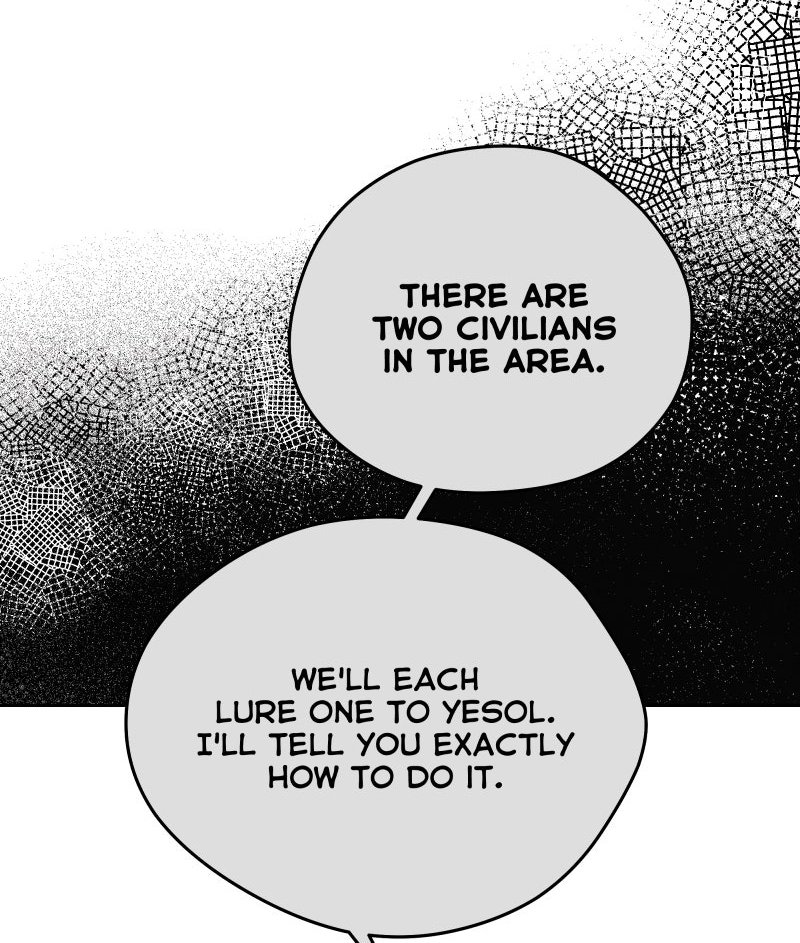 THERE ARE
TWO CIVILIANS
IN THE AREA.
WE'LL EACH
LURE ONE TO YESOL.
I'LL TELL YOU EXACTLY
HOW TO DO IT.